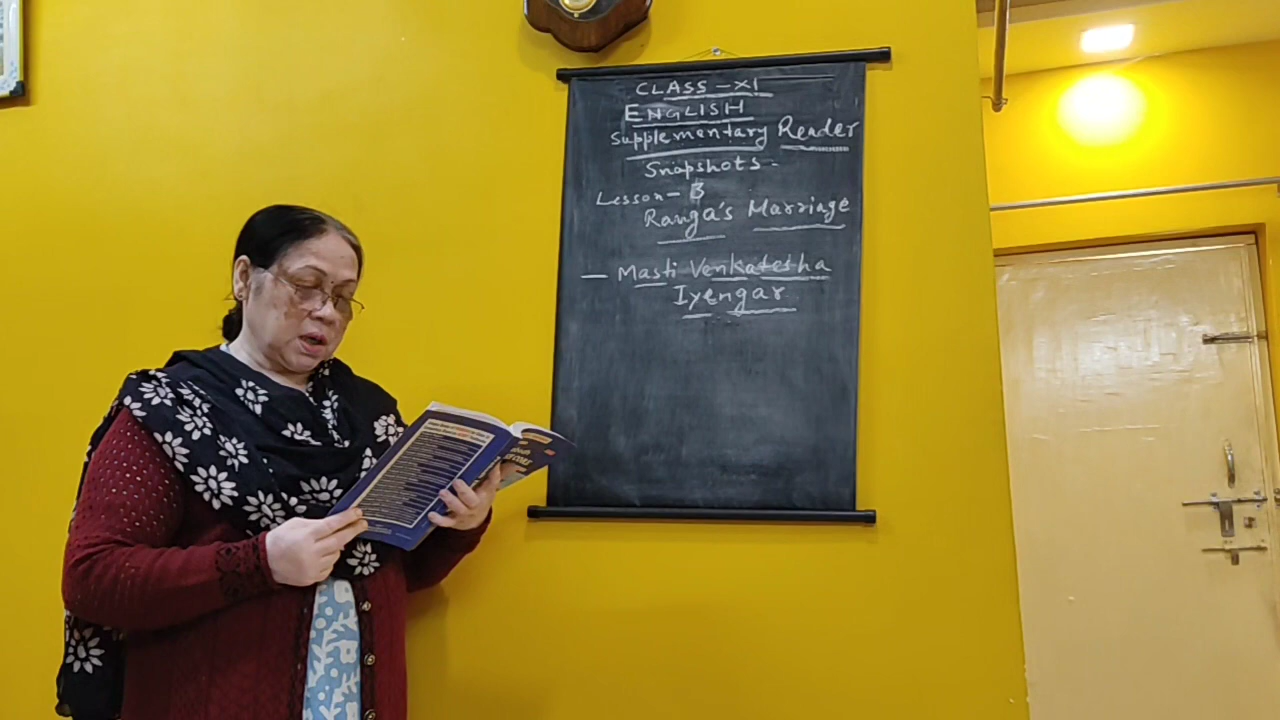 CLASS - XI
ENGLISH
Supplementary Reader
Snapshots -
Lesson - 3
Ranga's Marriage
— Masti Venkatesha
Iyengar